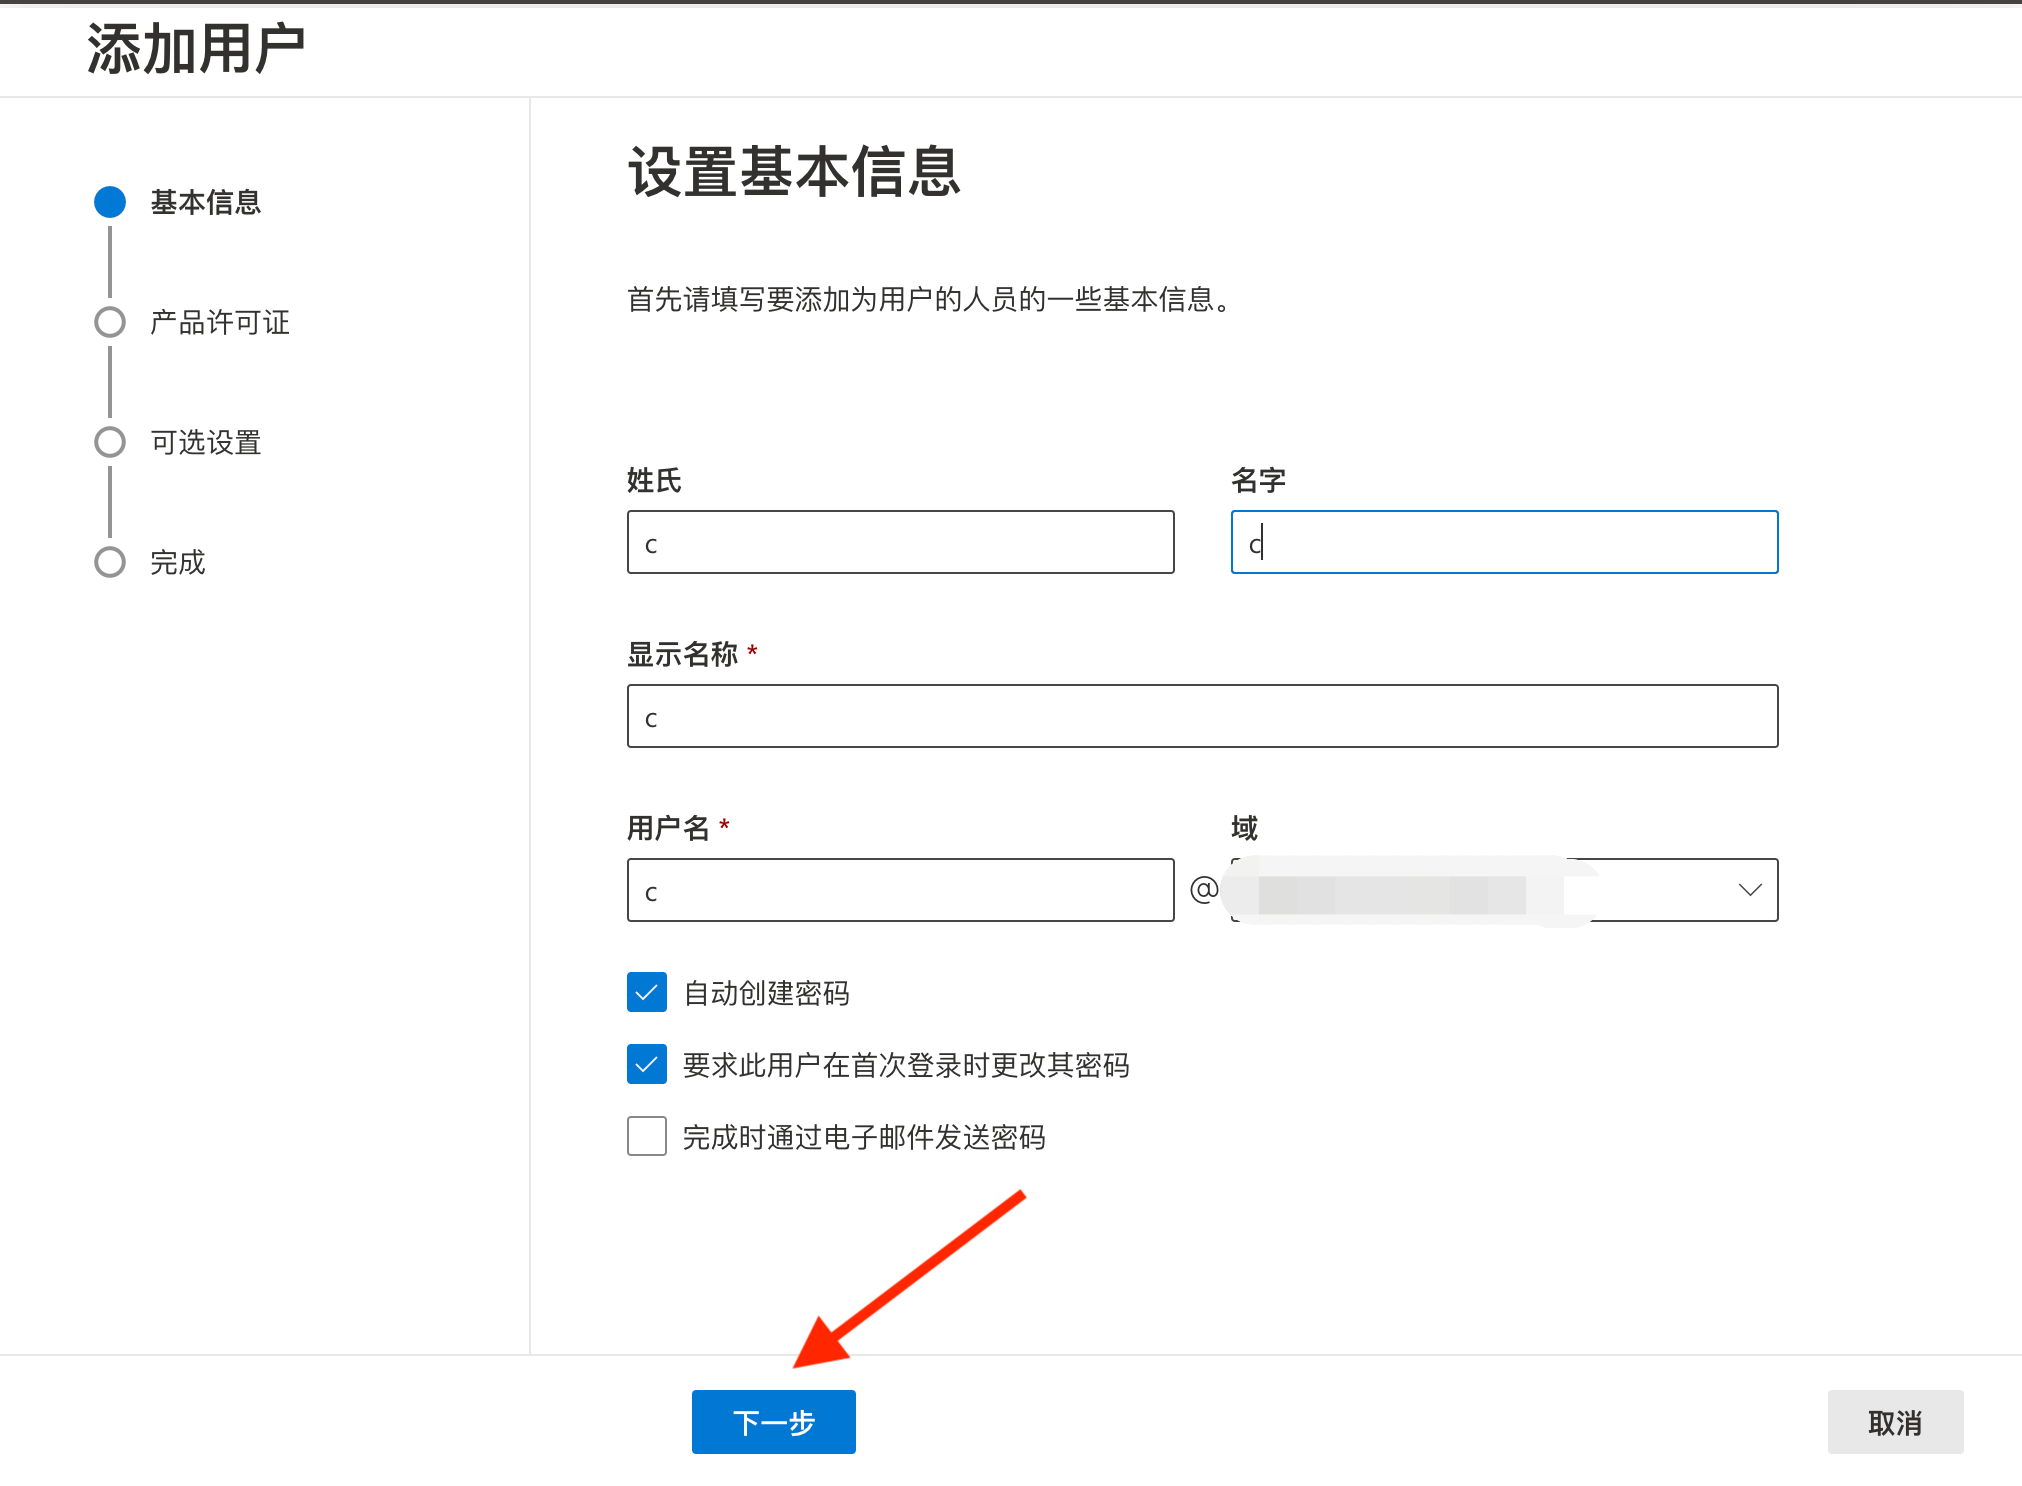 添加用户
基本信息
产品许可证
可选设置
完成
设置基本信息
首先请填写要添加为用户的人员的一些基本信息。
姓氏
名字
c
c
显示名称 *
c
用户名 *
域
c
@
自动创建密码
要求此用户在首次登录时更改其密码
完成时通过电子邮件发送密码
下一步
取消